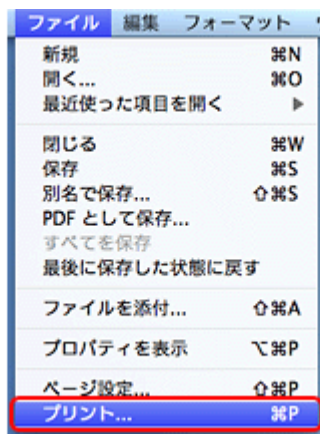 ファイル 編集 フォーマット
新規 ⌘N
開く... ⌘O
最近使った項目を開く ▶
閉じる ⌘W
保存 ⌘S
別名で保存... ⇧⌘S
PDF として保存...
すべてを保存
最後に保存した状態に戻す
ファイルを添付... ⇧⌘A
プロパティを表示 ⌥⌘P
ページ設定... ⇧⌘P
プリント... ⌘P